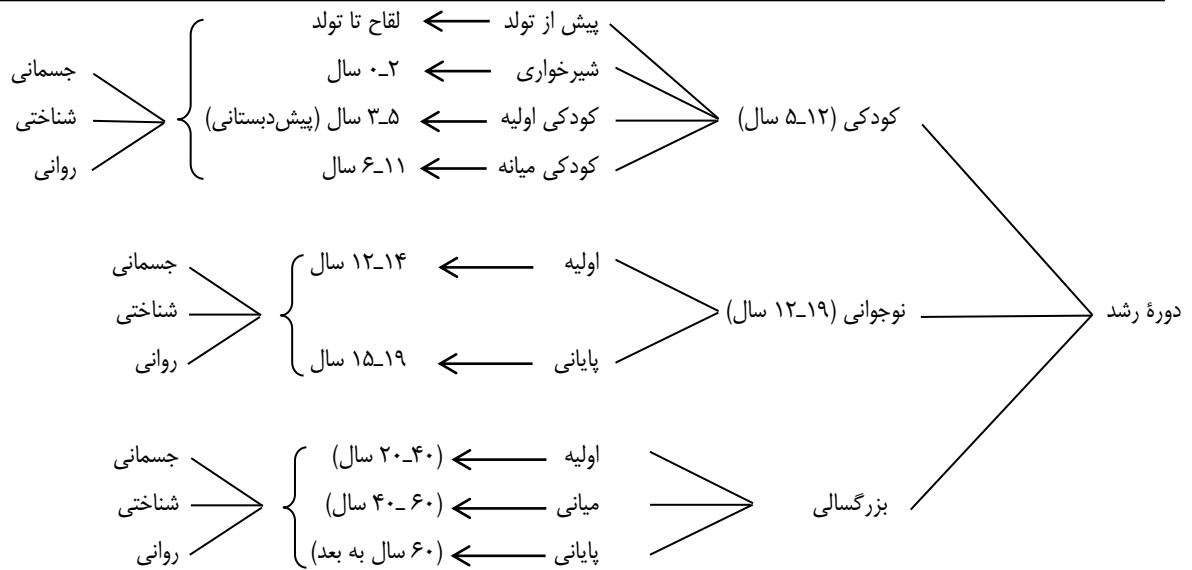 پیش از تولد لقاح تا تولد
جسمانی شیرخواری ۲ـ۰ سال
شناختی کودکی (۱۲ـ۵ سال) کودکی اولیه ۵ـ۳ سال (پیش‌دبستانی)
روانی کودکی میانه ۱۱ـ۶ سال
اولیه ۱۴ـ۱۲ سال جسمانی
دورۀ رشد نوجوانی (۱۹ـ۱۲ سال) شناختی
پایانی ۱۹ـ۱۵ سال روانی
اولیه (۴۰ـ۲۰ سال) جسمانی
بزرگسالی میانی (۶۰ ـ۴۰ سال) شناختی
پایانی (۶۰ سال به بعد) روانی